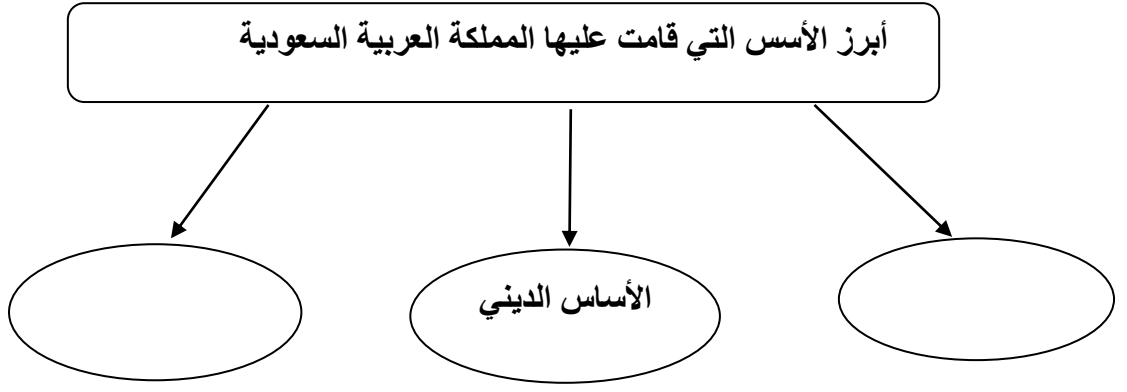 أبرز الأسس التي قامت عليها المملكة العربية السعودية
الأساس الديني